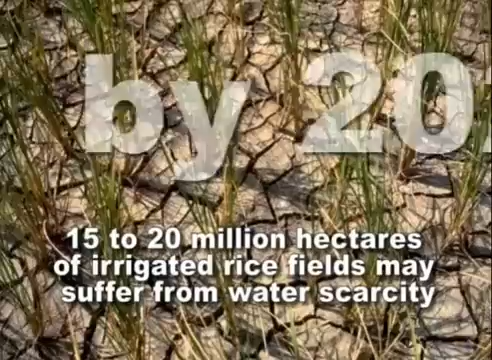 by 20
15 to 20 million hectares
of irrigated rice fields may
suffer from water scarcity